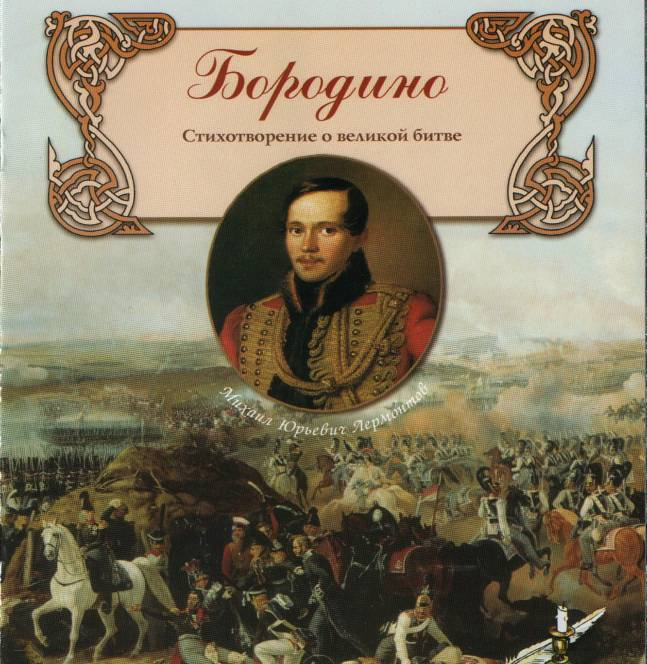 Бородино
Стихотворение о великой битве
Михаил Юрьевич Лермонтов